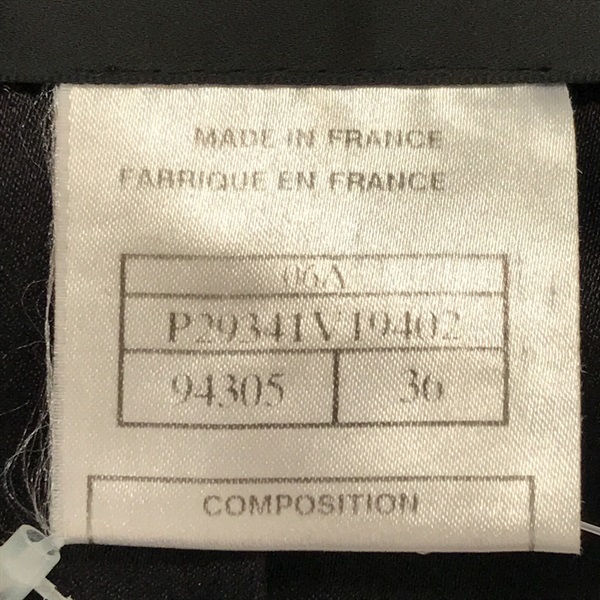 MADE IN FRANCE
FABRIQUE EN FRANCE
06A
P29341V19402
94305 36
COMPOSITION